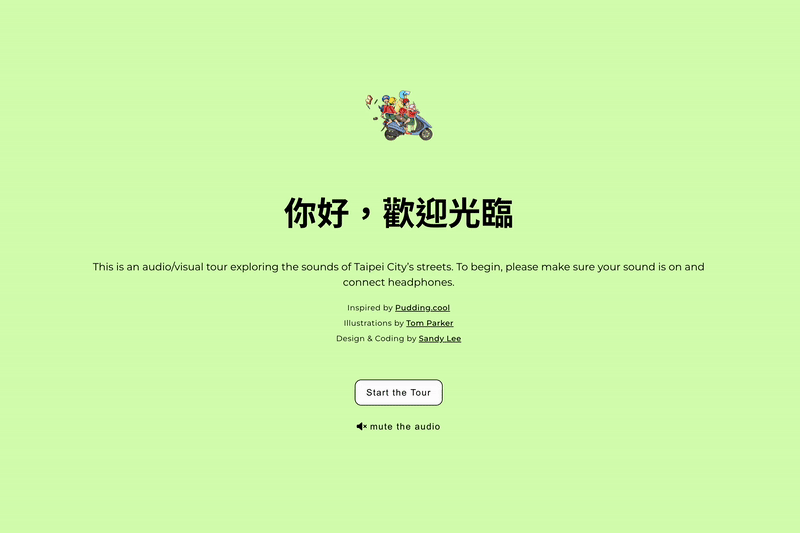 你好，歡迎光臨
This is an audio/visual tour exploring the sounds of Taipei City’s streets. To begin, please make sure your sound is on and
connect headphones.
Inspired by Pudding.cool
Illustrations by Tom Parker
Design & Coding by Sandy Lee
Start the Tour
mute the audio